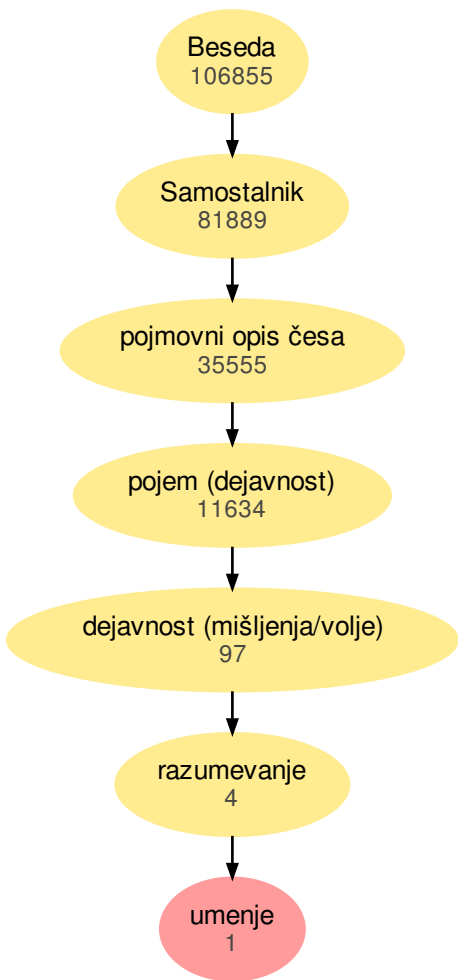 Beseda
106855
Samostalnik
81889
pojmovni opis česa
35555
pojem (dejavnost)
11634
dejavnost (mišljenja/volje)
97
razumevanje
4
umenje
1